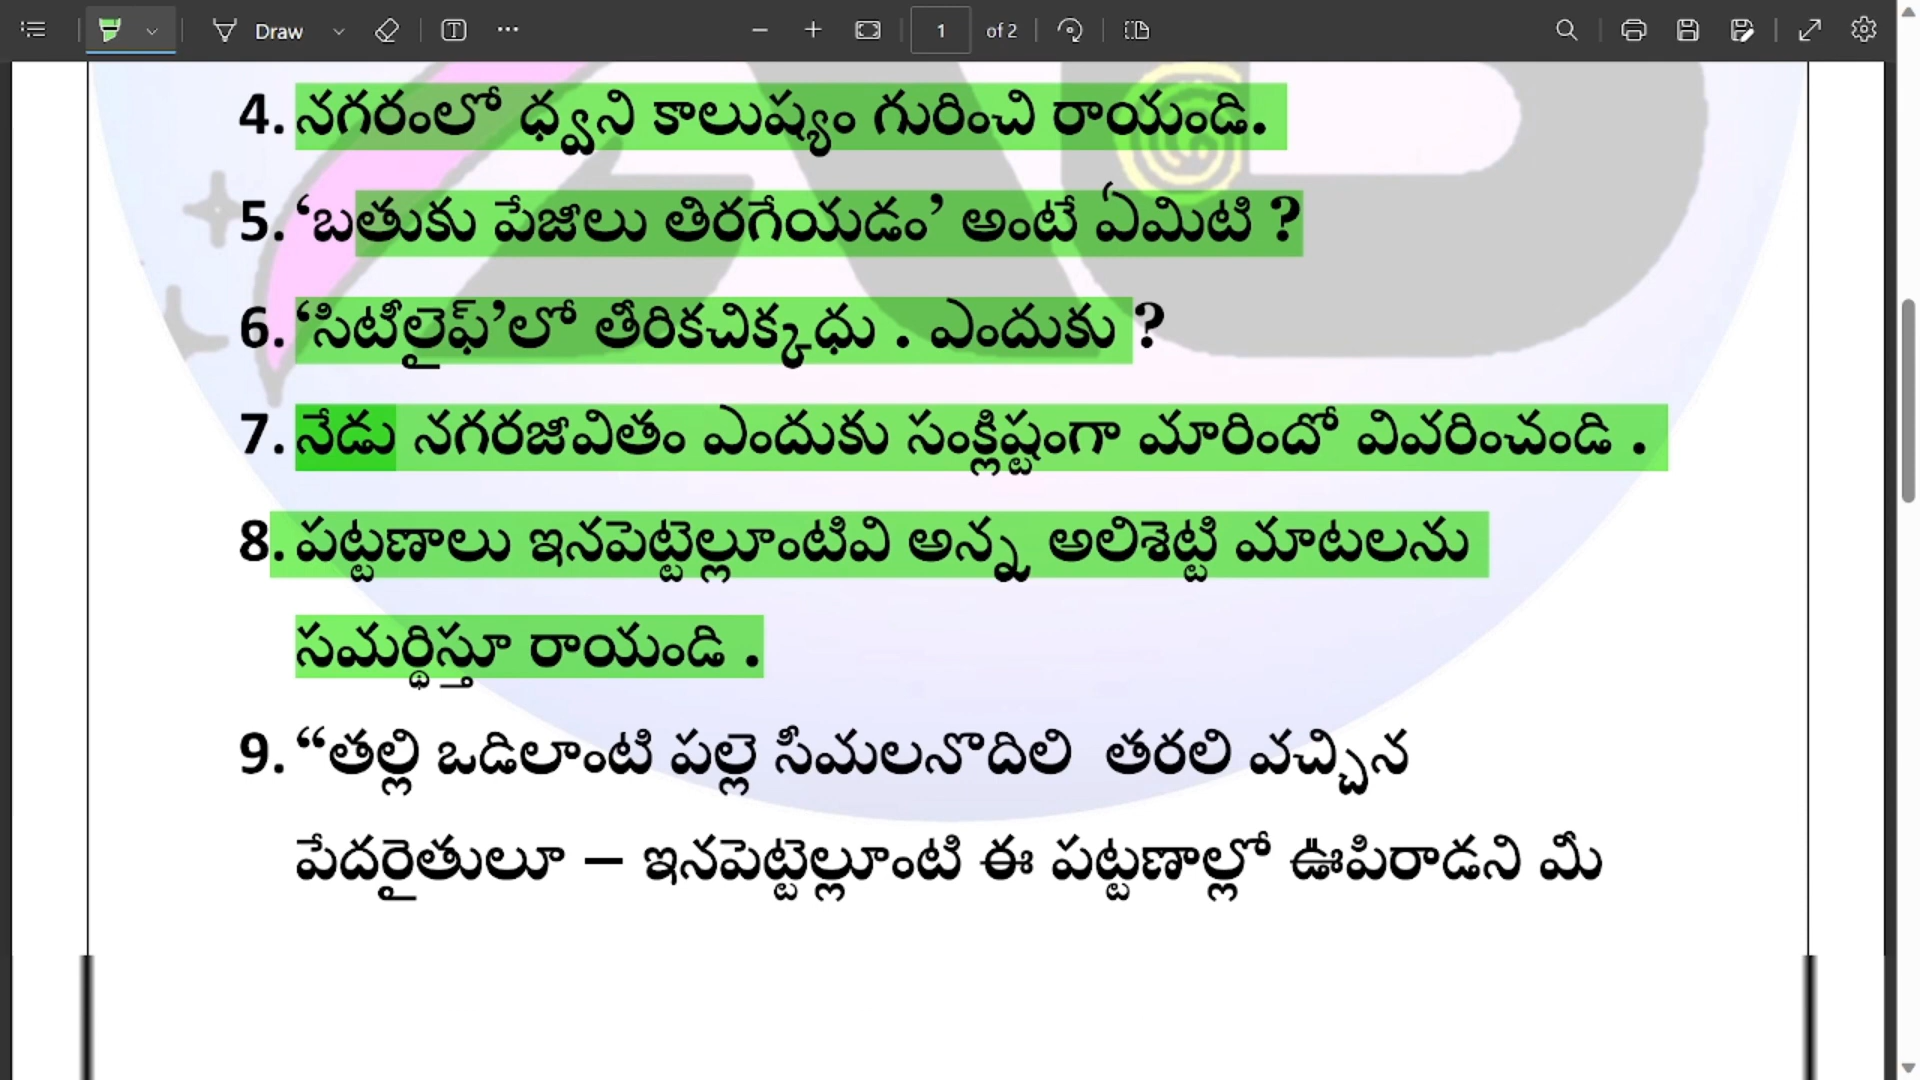 Draw
1 of 2
4. నగరంలో ధ్వని కాలుష్యం గురించి రాయండి.
5. ‘బతుకు పేజీలు తిరగేయడం’ అంటే ఏమిటి ?
6. ‘సిటీలైఫ్’లో తీరికచిక్కధు . ఎందుకు ?
7. నేడు నగరజీవితం ఎందుకు సంక్లిష్టంగా మారిందో వివరించండి .
8. పట్టణాలు ఇనపెట్టెల్లూంటివి అన్న అలిశెట్టి మాటలను
సమర్థిస్తూ రాయండి .
9. “తల్లి ఒడిలాంటి పల్లె సీమలనొదిలి తరలి వచ్చిన
పేదరైతులూ – ఇనపెట్టెల్లూంటి ఈ పట్టణాల్లో ఊపిరాడని మీ